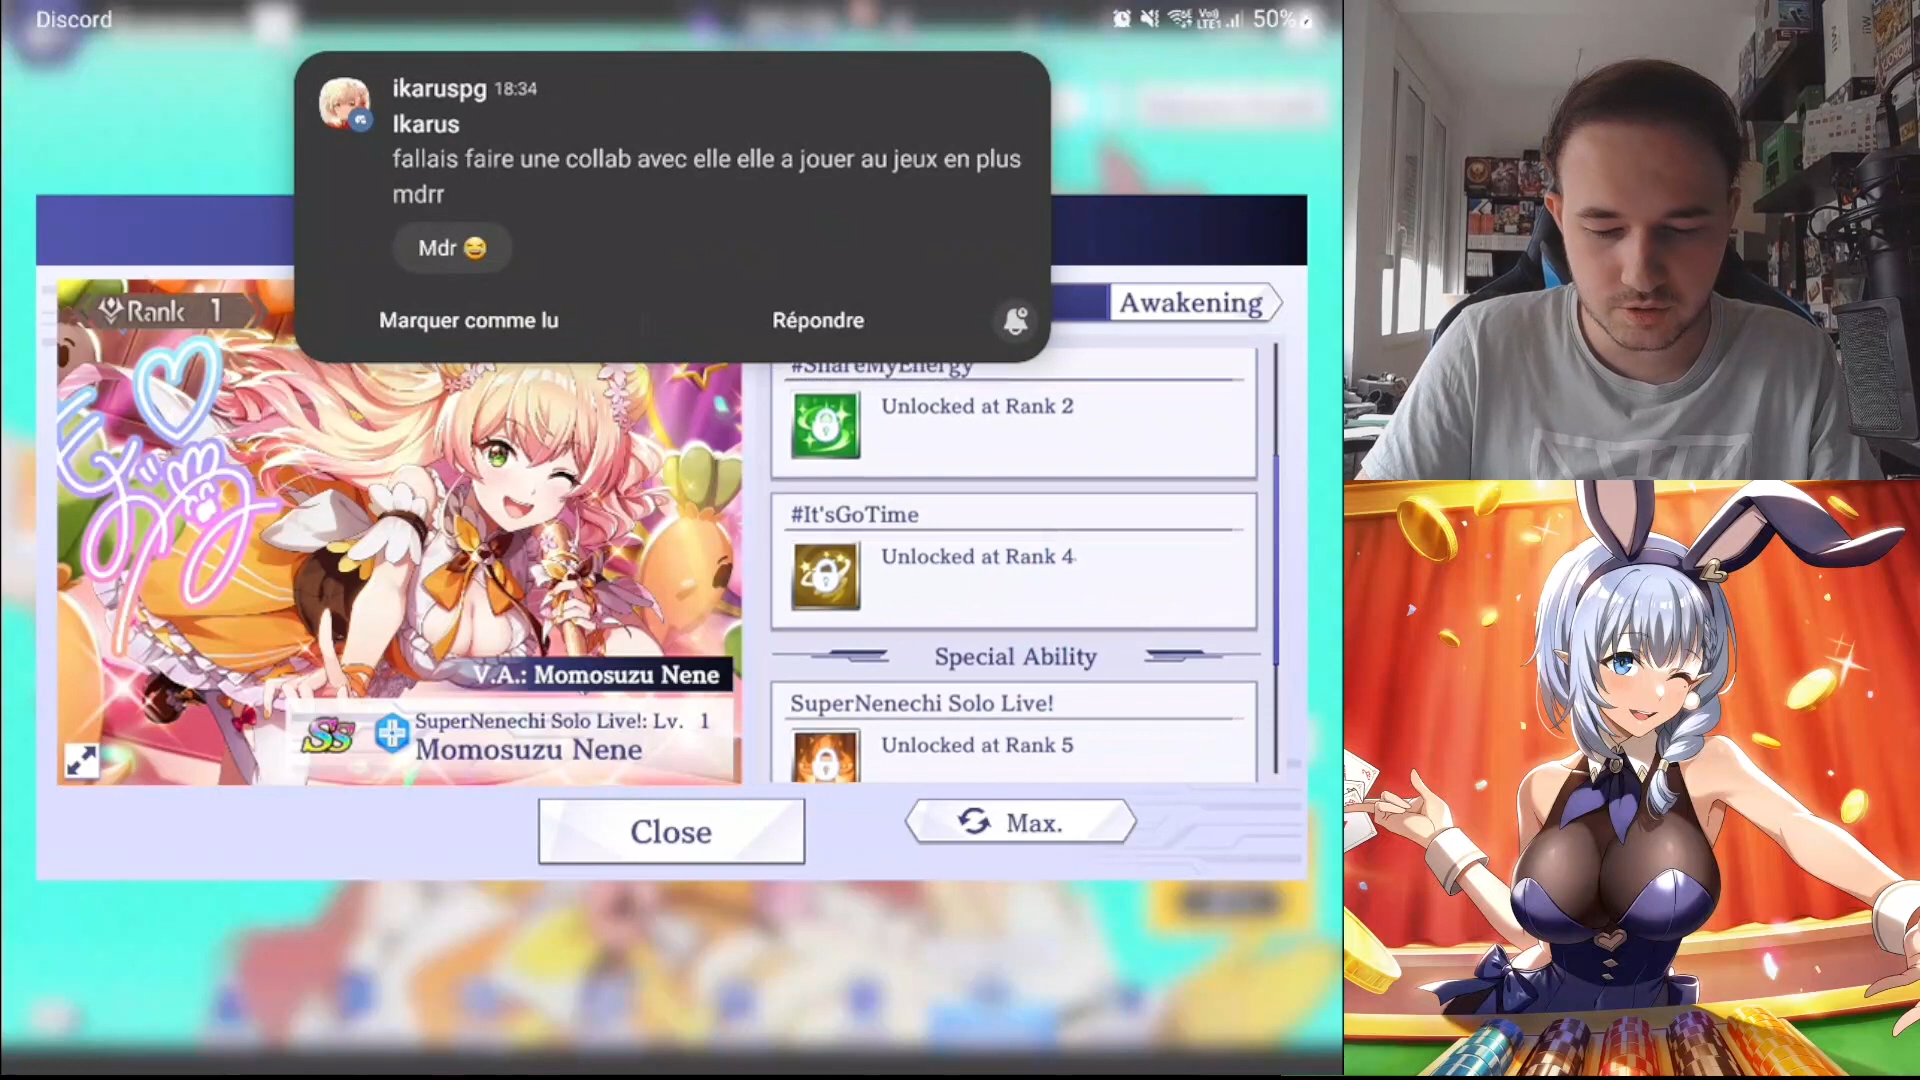 Discord
50%
ikaruspg 18:34
Ikarus
fallais faire une collab avec elle elle a jouer au jeux en plus
mdrr
Mdr 😆
Marquer comme lu
Répondre
Rank 1
V.A.: Momosuzu Nene
SS
SuperNenechi Solo Live!: Lv. 1
Momosuzu Nene
Awakening
#ShareMyEnergy
Unlocked at Rank 2
#It'sGoTime
Unlocked at Rank 4
Special Ability
SuperNenechi Solo Live!
Unlocked at Rank 5
Close
Max.